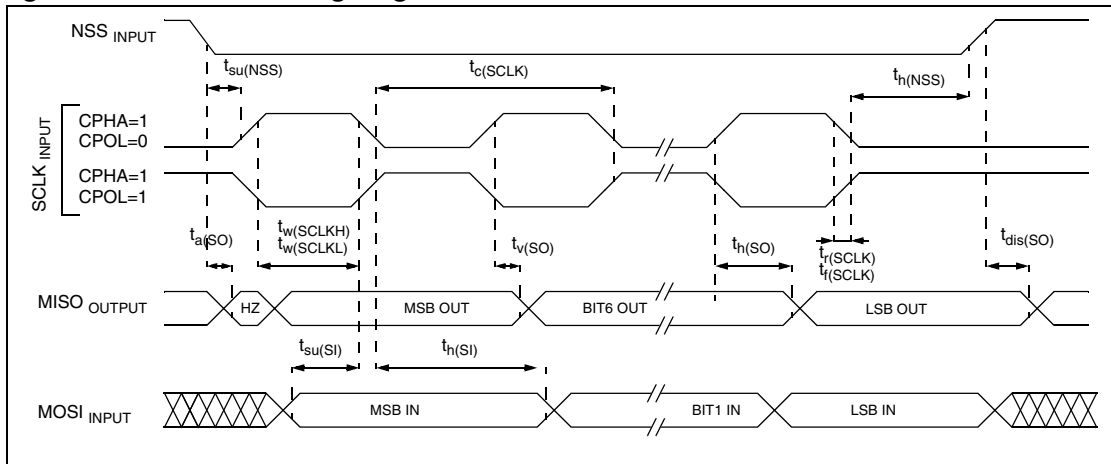 NSS INPUT
tsu(NSS)
tc(SCLK)
th(NSS)
SCLK INPUT
CPHA=1
CPOL=0
CPHA=1
CPOL=1
ta(SO)
tw(SCLKH)
tw(SCLKL)
tv(SO)
th(SO)
tr(SCLK)
tf(SCLK)
tdis(SO)
MISO OUTPUT
HZ
MSB OUT
BIT6 OUT
LSB OUT
tsu(SI)
th(SI)
MOSI INPUT
MSB IN
BIT1 IN
LSB IN